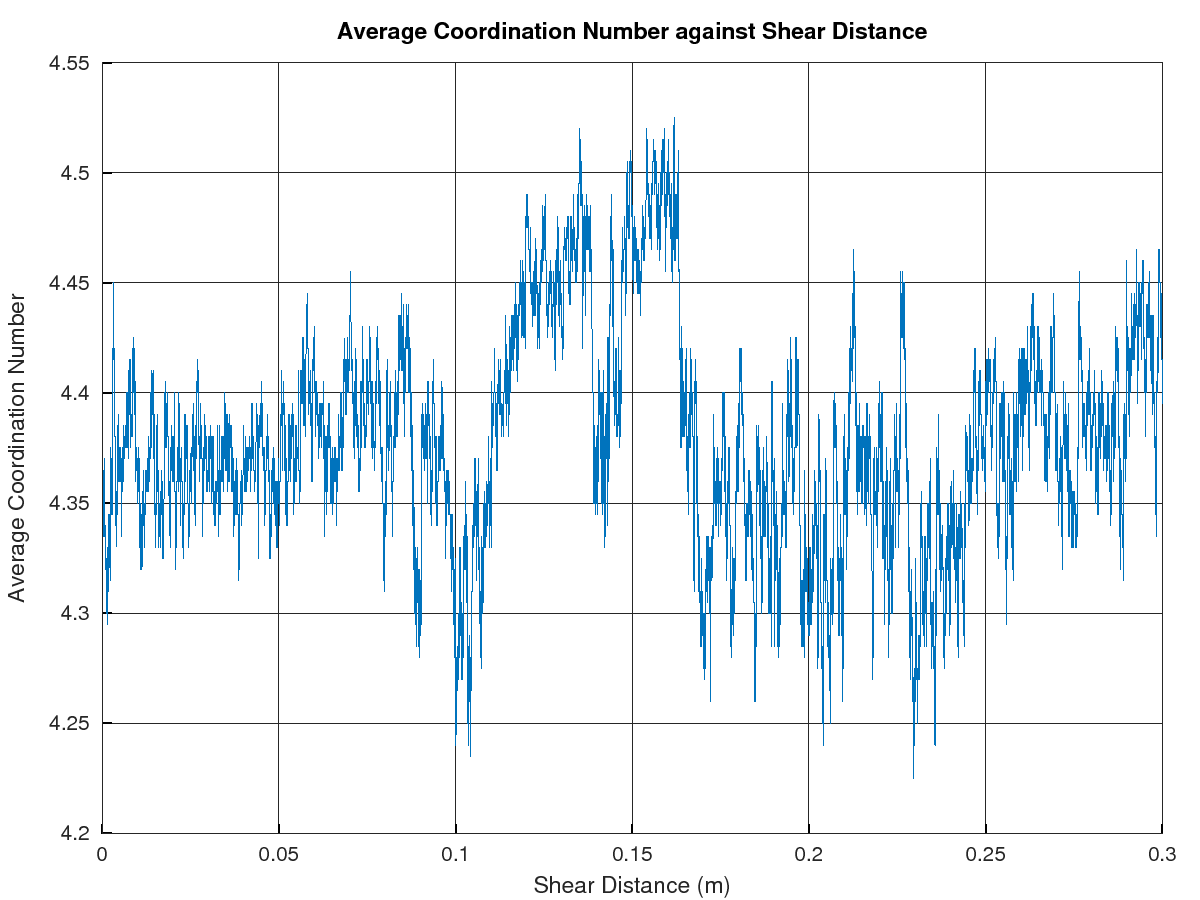 Average Coordination Number against Shear Distance
Average Coordination Number
4.55
4.5
4.45
4.4
4.35
4.3
4.25
4.2
0 0.05 0.1 0.15 0.2 0.25 0.3
Shear Distance (m)